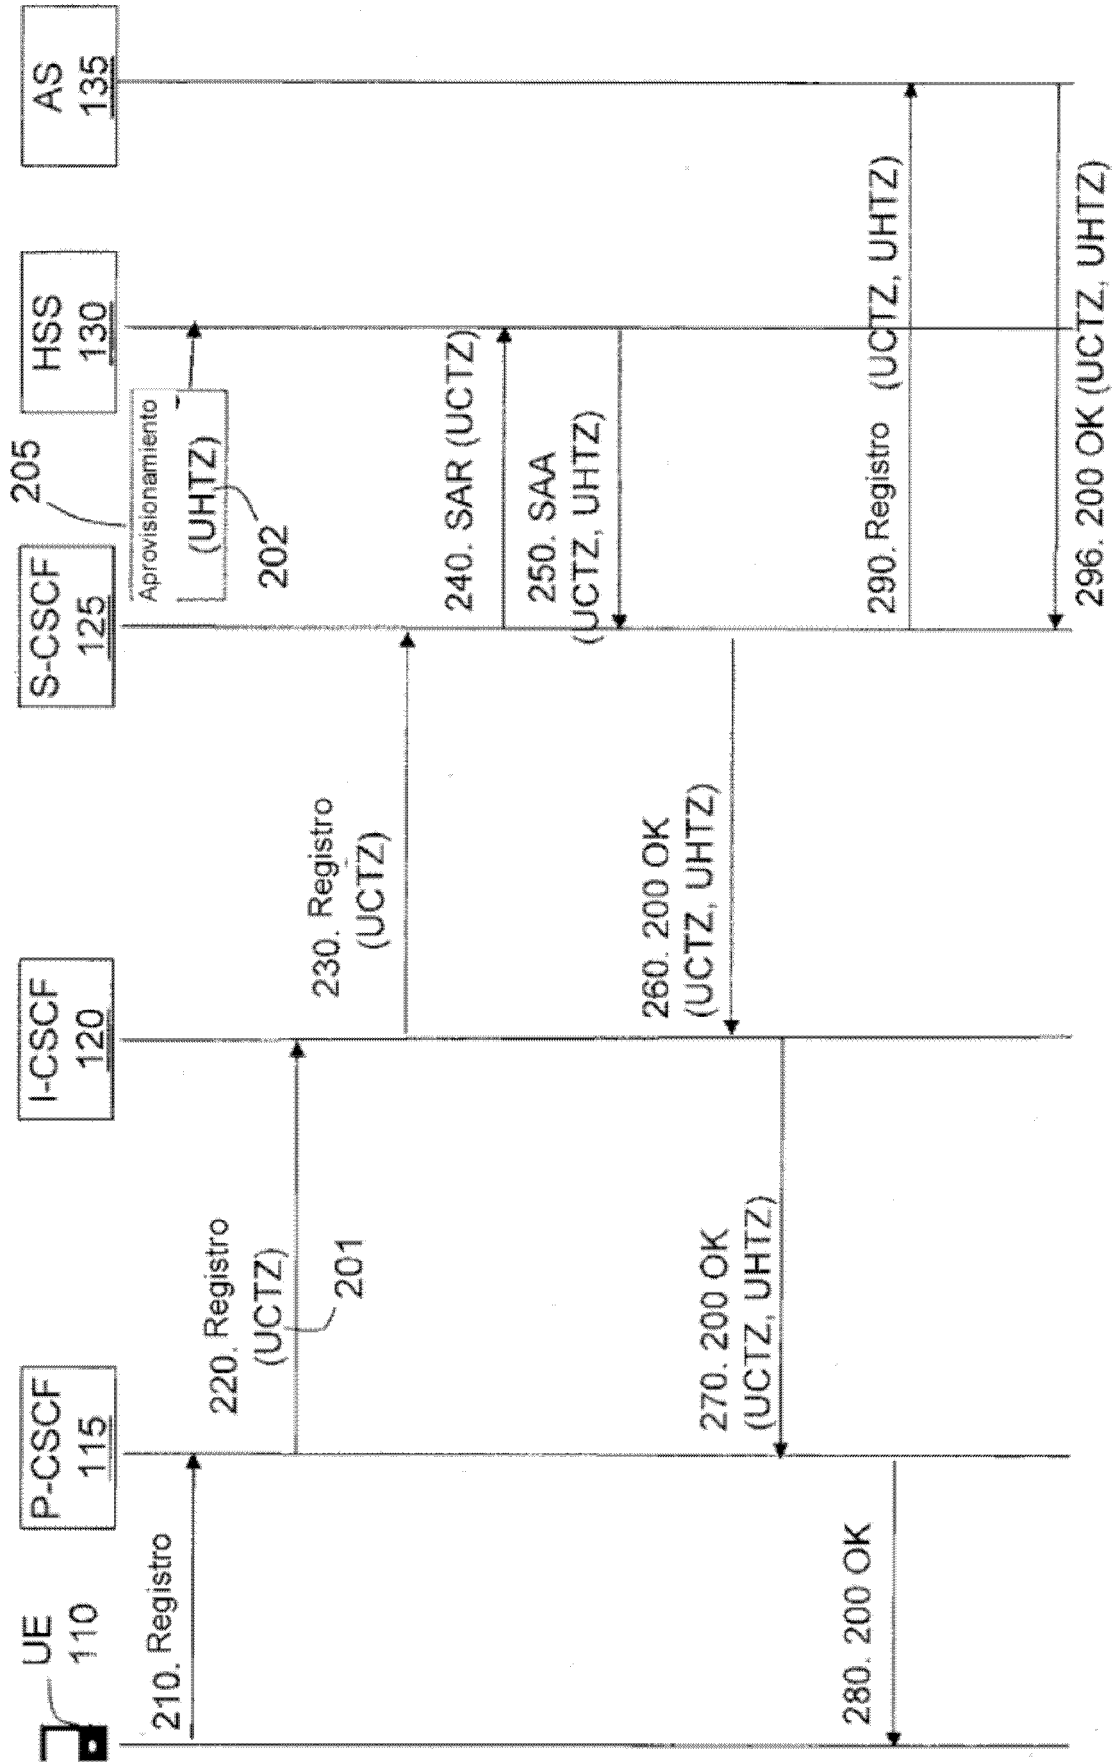 UE
110
P-CSCF
115
I-CSCF
120
S-CSCF
125
HSS
130
AS
135
205
Aprovisionamiento
(UHTZ)
202
210. Registro
220. Registro
(UCTZ)
201
230. Registro
(UCTZ)
240. SAR (UCTZ)
250. SAA
(UCTZ, UHTZ)
260. 200 OK
(UCTZ, UHTZ)
270. 200 OK
(UCTZ, UHTZ)
280. 200 OK
290. Registro (UCTZ, UHTZ)
296. 200 OK (UCTZ, UHTZ)